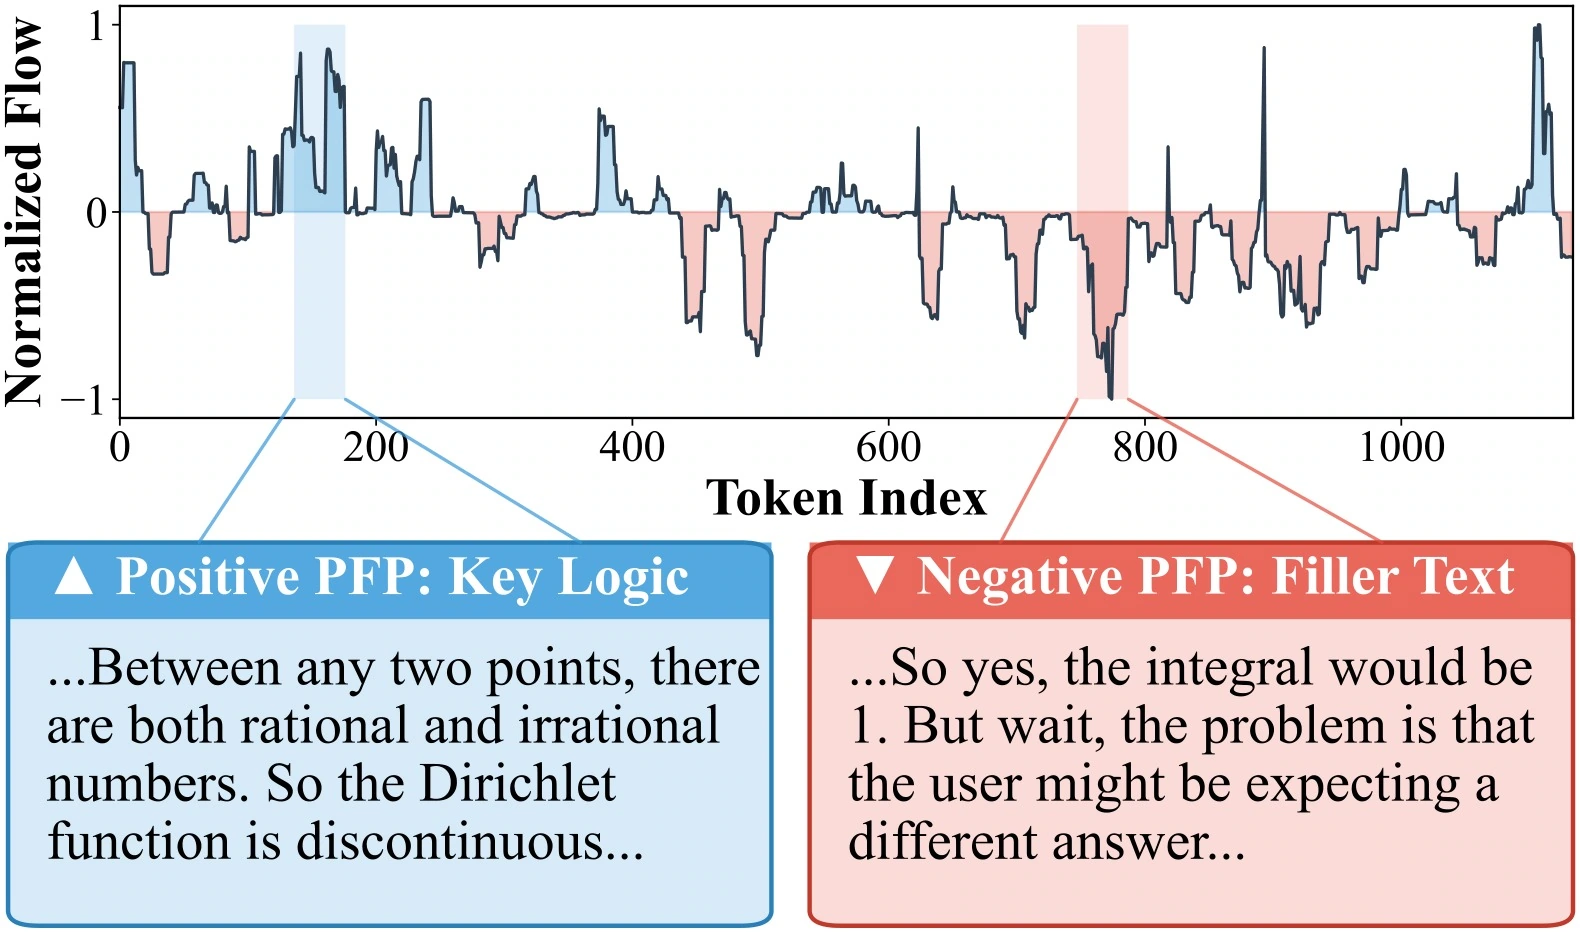 Normalized Flow
1
0
−1
0 200 400 600 800 1000
Token Index
▲ Positive PFP: Key Logic
...Between any two points, there
are both rational and irrational
numbers. So the Dirichlet
function is discontinuous...
▼ Negative PFP: Filler Text
...So yes, the integral would be
1. But wait, the problem is that
the user might be expecting a
different answer...